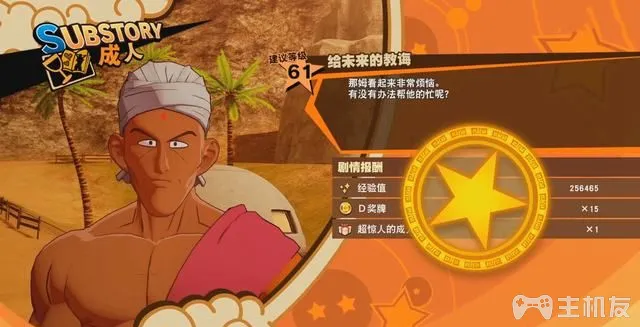 SUBSTORY
成人
建议等级
61
给未来的教诲
那姆看起来非常烦恼。
有没有办法帮他的忙呢?
剧情报酬
经验值 256465
D奖牌 ×15
超惊人的成 ×1
主机友